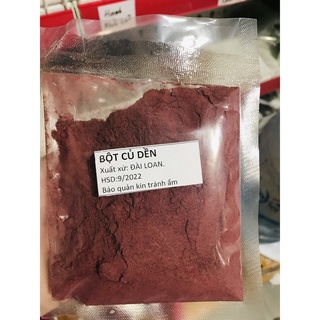 BỘT CỦ DỀN
Xuất xứ: ĐÀI LOAN.
HSD:9/2022
Bảo quản kín tránh ẩm